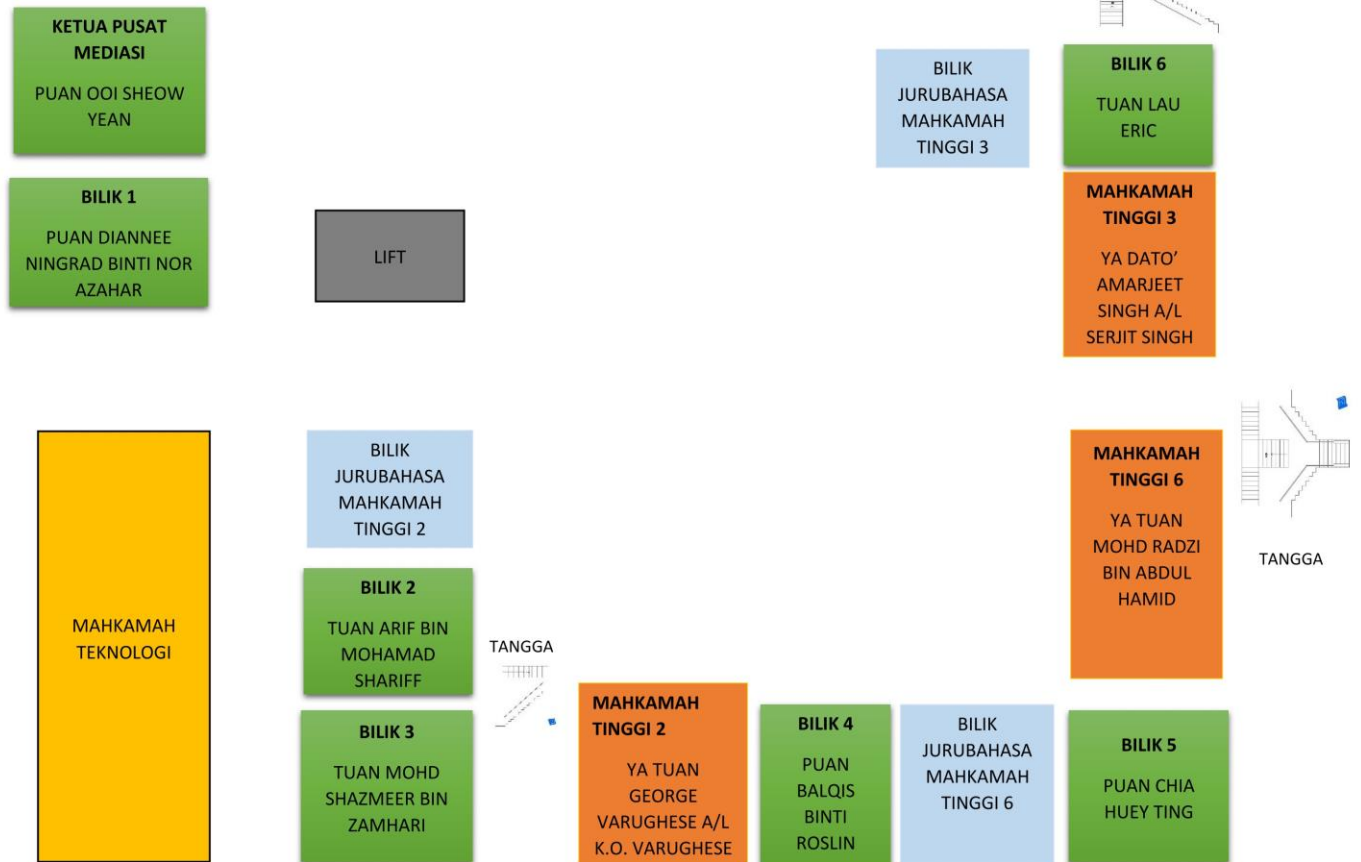 KETUA PUSAT
MEDIASI
PUAN OOI SHEOW
YEAN
BILIK
JURUBAHASA
MAHKAMAH
TINGGI 3
BILIK 6
TUAN LAU
ERIC
BILIK 1
PUAN DIANNEE
NINGRAD BINTI NOR
AZAHAR
LIFT
MAHKAMAH
TINGGI 3
YA DATO’
AMARJEET
SINGH A/L
SERJIT SINGH
MAHKAMAH
TEKNOLOGI
BILIK
JURUBAHASA
MAHKAMAH
TINGGI 2
MAHKAMAH
TINGGI 6
YA TUAN
MOHD RADZI
BIN ABDUL
HAMID
TANGGA
BILIK 2
TUAN ARIF BIN
MOHAMAD
SHARIFF
TANGGA
BILIK 3
TUAN MOHD
SHAZMEER BIN
ZAMHARI
MAHKAMAH
TINGGI 2
YA TUAN
GEORGE
VARUGHESE A/L
K.O. VARUGHESE
BILIK 4
PUAN
BALQIS
BINTI
ROSLIN
BILIK
JURUBAHASA
MAHKAMAH
TINGGI 6
BILIK 5
PUAN CHIA
HUEY TING